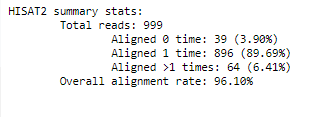 HISAT2 summary stats:
Total reads: 999
Aligned 0 time: 39 (3.90%)
Aligned 1 time: 896 (89.69%)
Aligned >1 times: 64 (6.41%)
Overall alignment rate: 96.10%